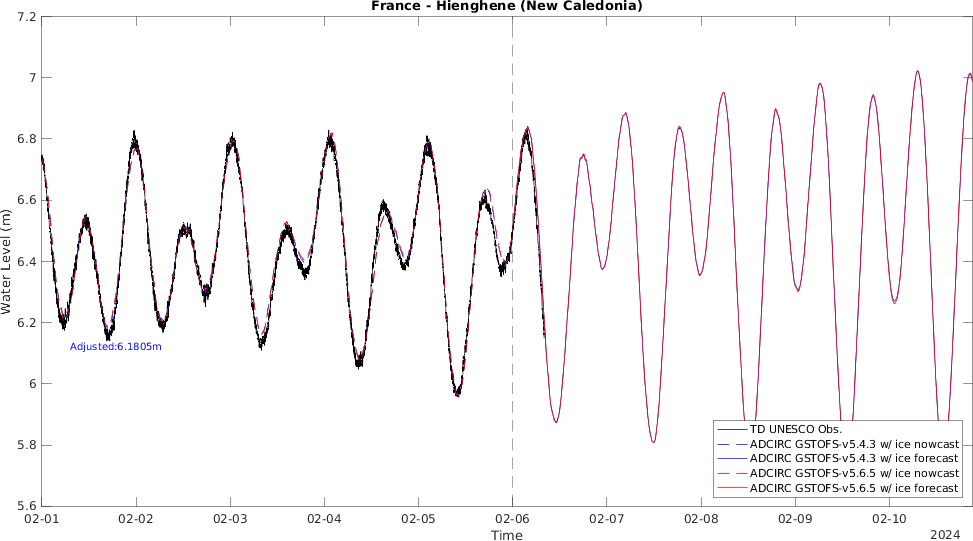 France - Hienghene (New Caledonia)
7.2
7
6.8
6.6
6.4
6.2
6
5.8
5.6
Water Level (m)
Adjusted:6.1805m
TD UNESCO Obs.
ADCIRC GSTOFS-v5.4.3 w/ ice nowcast
ADCIRC GSTOFS-v5.4.3 w/ ice forecast
ADCIRC GSTOFS-v5.6.5 w/ ice nowcast
ADCIRC GSTOFS-v5.6.5 w/ ice forecast
02-01 02-02 02-03 02-04 02-05 02-06 02-07 02-08 02-09 02-10
Time
2024